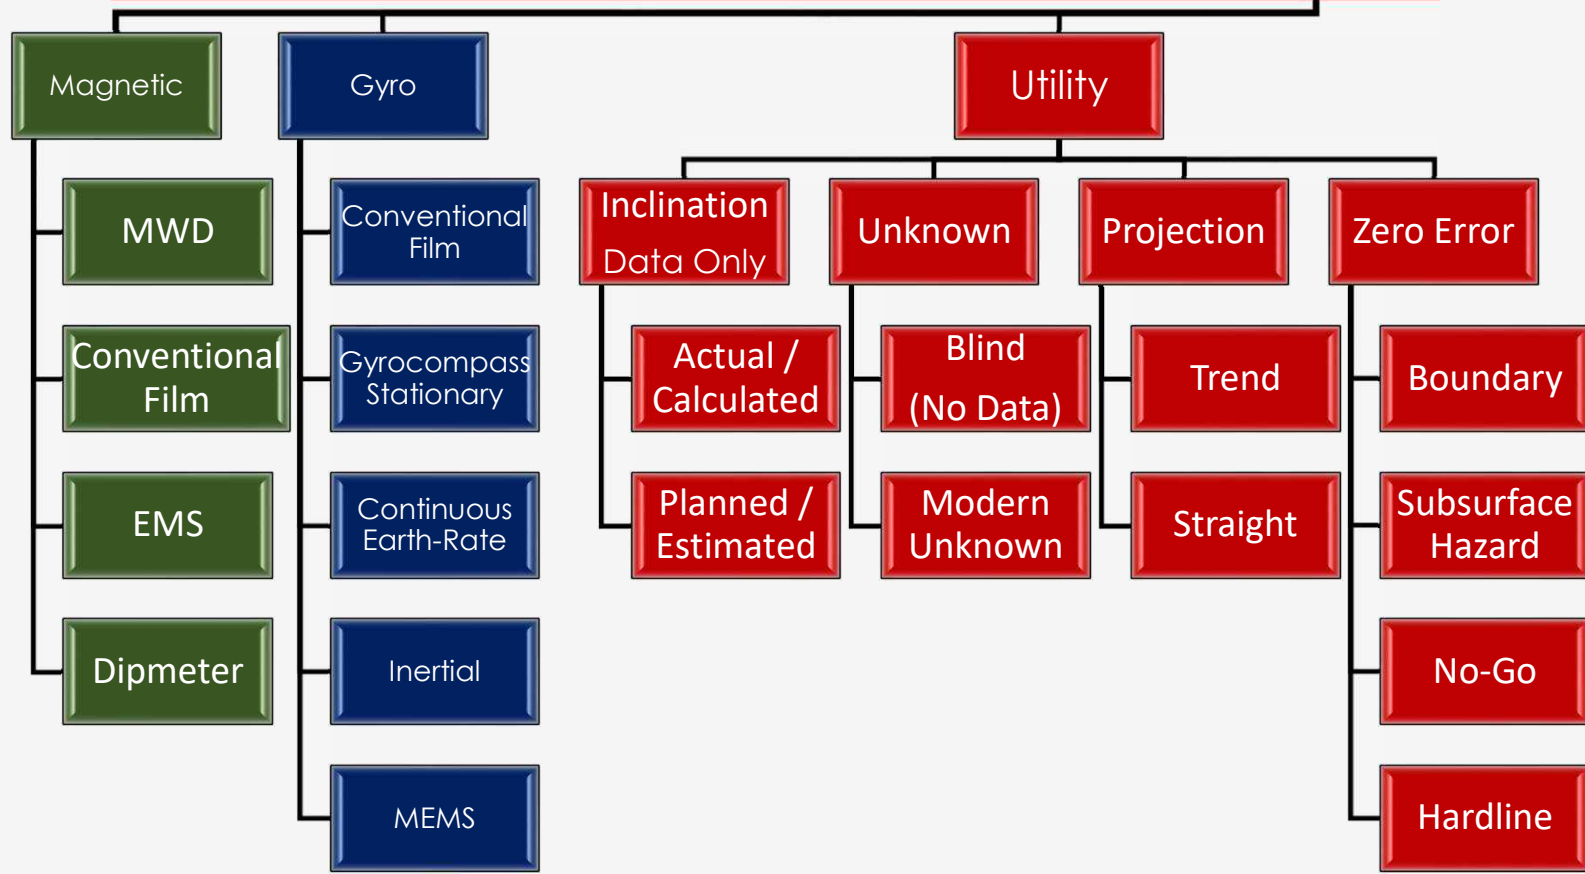 Magnetic
Gyro
Utility
MWD
Conventional
Film
EMS
Dipmeter
Conventional
Film
Gyrocompass
Stationary
Continuous
Earth-Rate
Inertial
MEMS
Inclination
Data Only
Actual /
Calculated
Planned /
Estimated
Unknown
Blind
(No Data)
Modern
Unknown
Projection
Trend
Straight
Zero Error
Boundary
Subsurface
Hazard
No-Go
Hardline